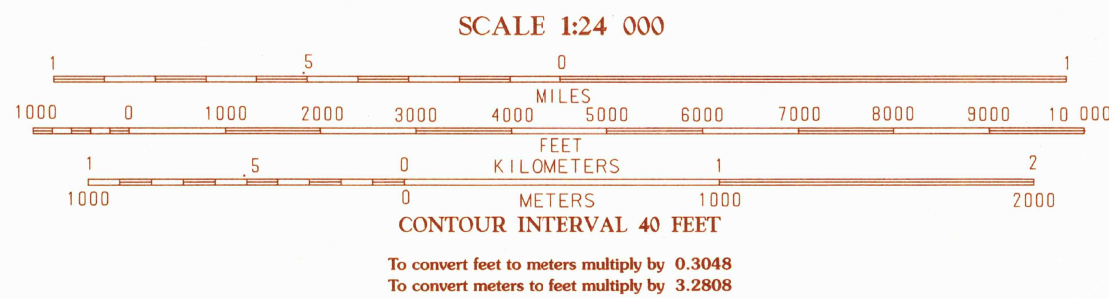 SCALE 1:24 000
1 .5 0 1
MILES
1000 0 1000 2000 3000 4000 5000 6000 7000 8000 9000 10 000
FEET
1 .5 0 KILOMETERS 1 2
1000 0 METERS 1000 2000
CONTOUR INTERVAL 40 FEET
To convert feet to meters multiply by 0.3048
To convert meters to feet multiply by 3.2808